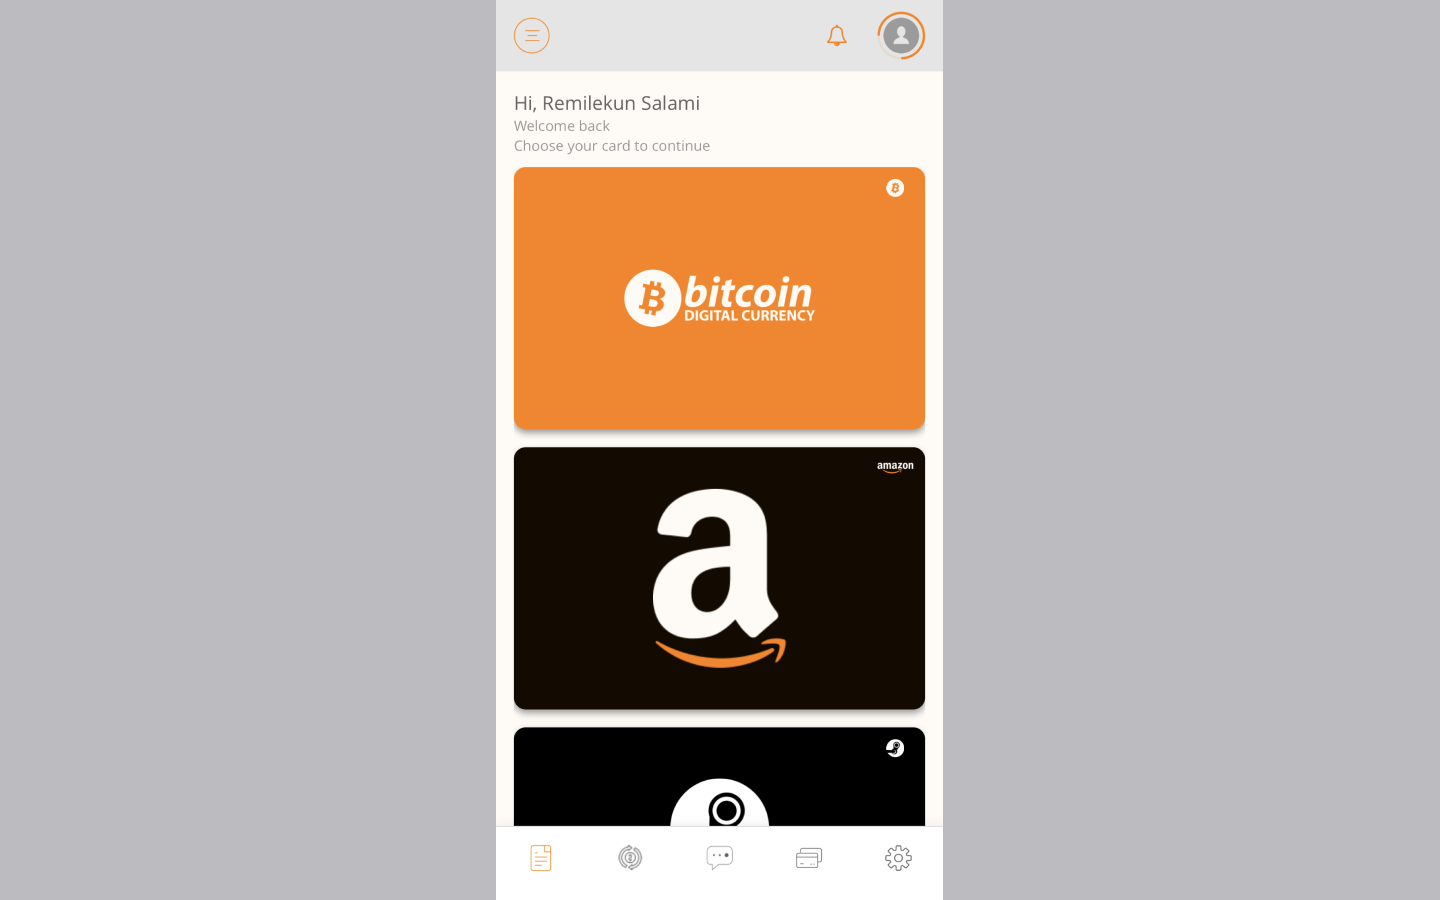 Hi, Remilekun Salami
Welcome back
Choose your card to continue
bitcoin
DIGITAL CURRENCY
amazon
a